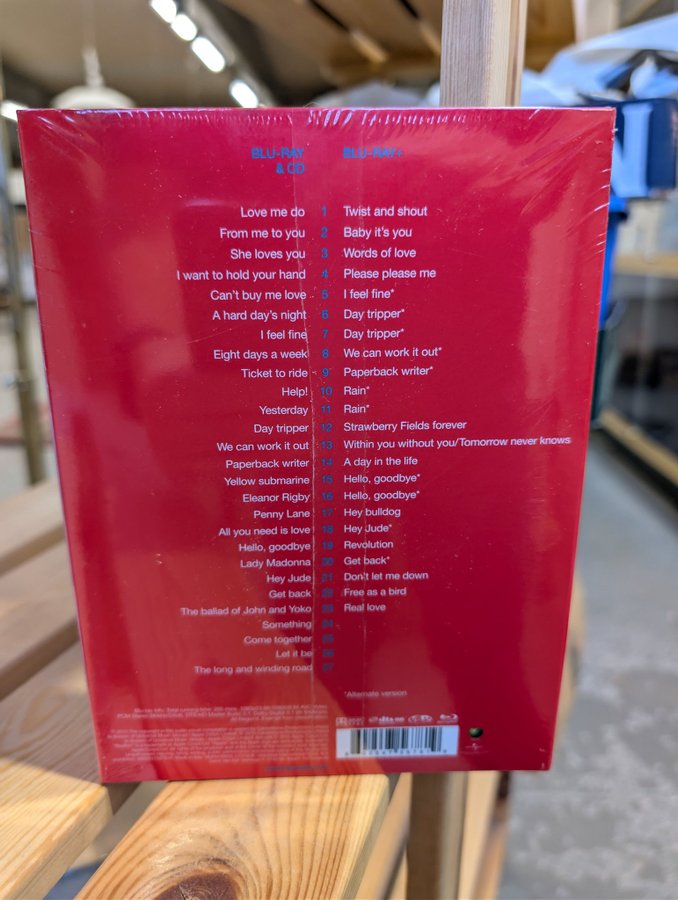 BLU-RAY & CD
BLU-RAY+
Love me do 1 Twist and shout
From me to you 2 Baby it's you
She loves you 3 Words of love
I want to hold your hand 4 Please please me
Can't buy me love 5 I feel fine*
A hard day's night 6 Day tripper*
I feel fine 7 Day tripper*
Eight days a week 8 We can work it out*
Ticket to ride 9 Paperback writer*
Help! 10 Rain*
Yesterday 11 Rain*
Day tripper 12 Strawberry Fields forever
We can work it out 13 Within you without you/Tomorrow never knows
Paperback writer 14 A day in the life
Yellow submarine 15 Hello, goodbye*
Eleanor Rigby 16 Hello, goodbye*
Penny Lane 17 Hey bulldog
All you need is love 18 Hey Jude*
Hello, goodbye 19 Revolution
Lady Madonna 20 Get back*
Hey Jude 21 Don't let me down
Get back 22 Free as a bird
The ballad of John and Yoko 23 Real love
Something 24
Come together 25
Let it be 26
The long and winding road 27
*Alternate version